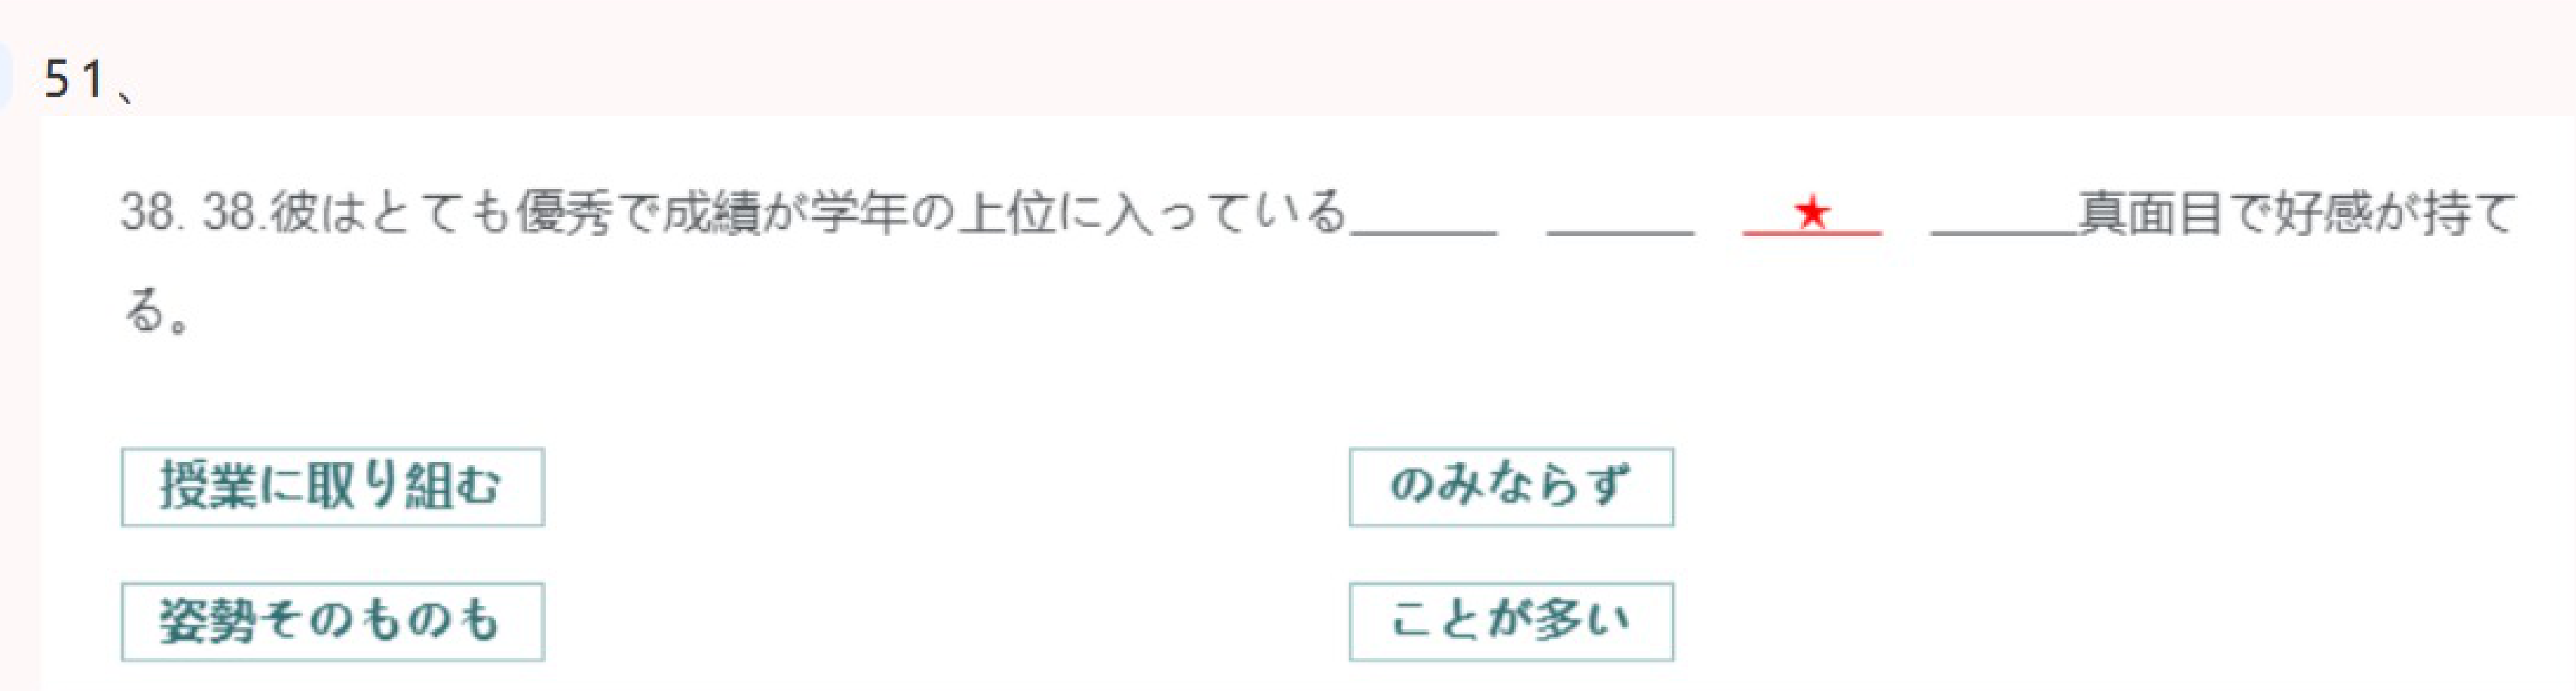 51、
38. 38.彼はとても優秀で成績が学年の上位に入っている______ ______ ★ ______真面目で好感が持て
る。
授業に取り組む のみならず
姿勢そのものも ことが多い